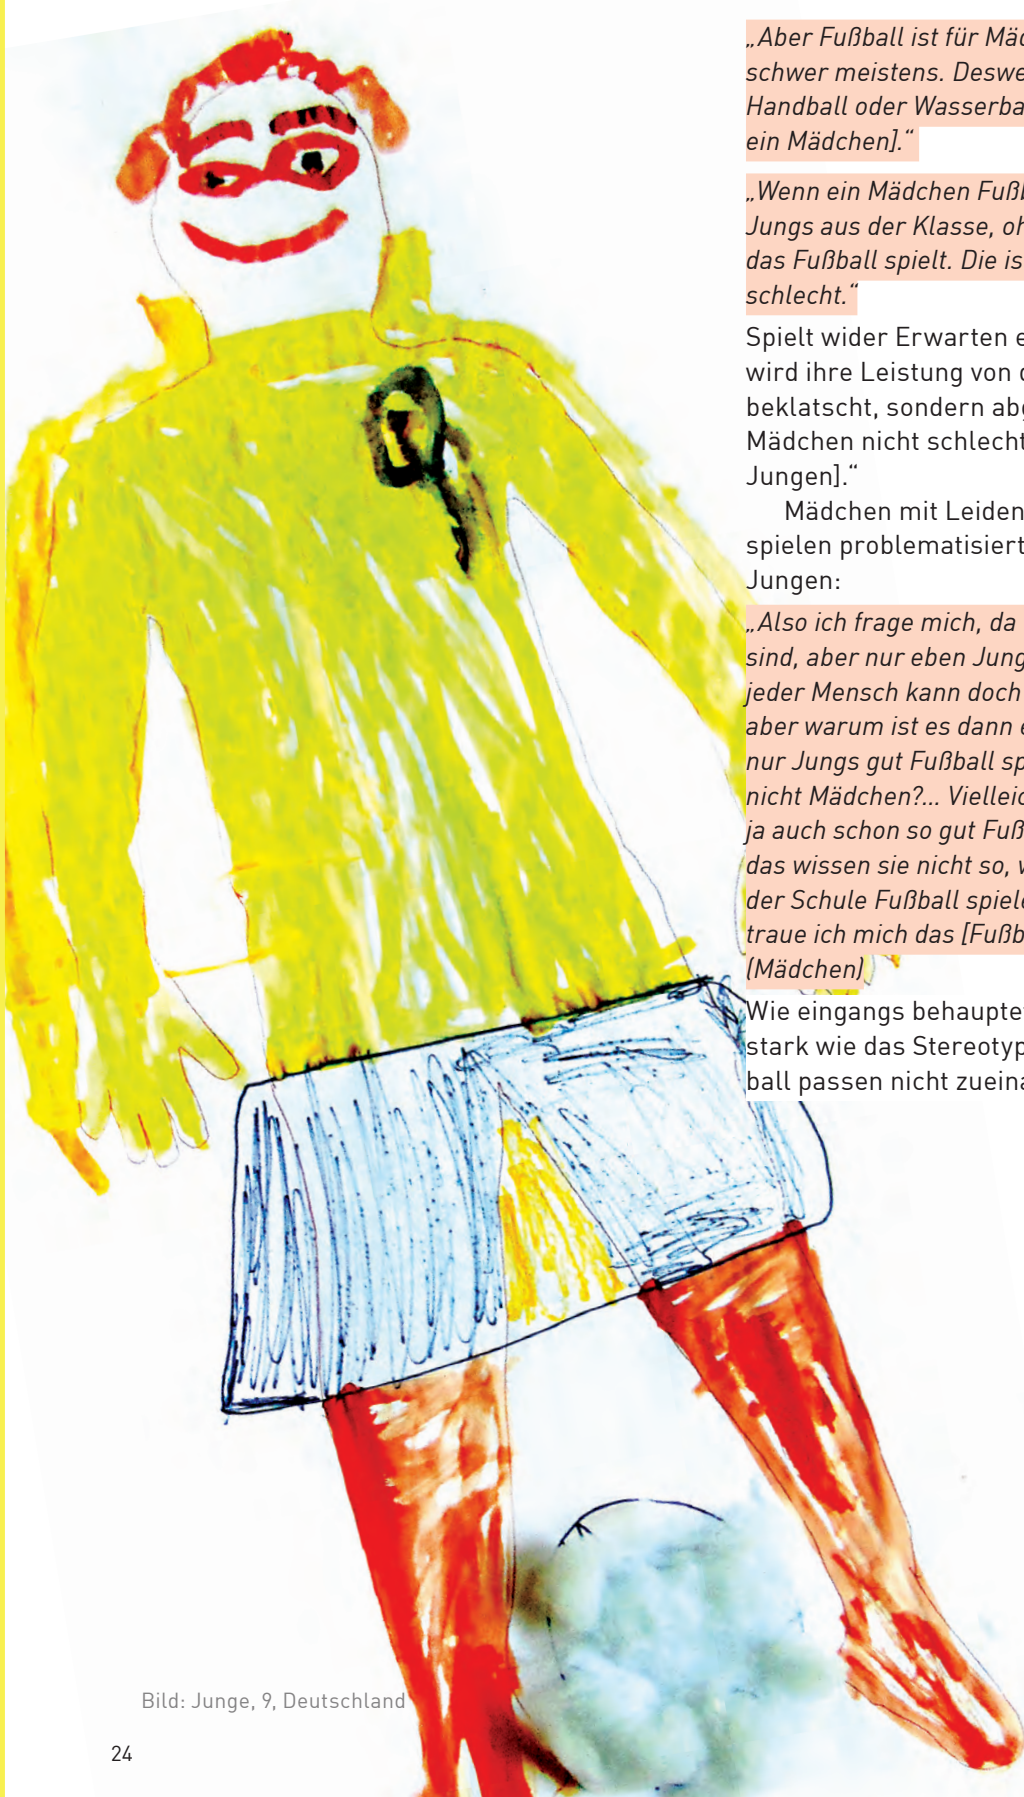 „Aber Fußball ist für Mäd
schwer meistens. Deswe
Handball oder Wasserba
ein Mädchen].“
„Wenn ein Mädchen Fußb
Jungs aus der Klasse, oh
das Fußball spielt. Die is
schlecht.“
Spielt wider Erwarten e
wird ihre Leistung von d
beklatscht, sondern abg
Mädchen nicht schlecht
Jungen].“
Mädchen mit Leiden
spielen problematisiert
Jungen:
„Also ich frage mich, da
sind, aber nur eben Jung
jeder Mensch kann doch
aber warum ist es dann e
nur Jungs gut Fußball sp
nicht Mädchen?... Vielleic
ja auch schon so gut Fuß
das wissen sie nicht so, w
der Schule Fußball spiele
traue ich mich das [Fußb
(Mädchen)
Wie eingangs behauptet
stark wie das Stereotyp
ball passen nicht zueina
Bild: Junge, 9, Deutschland
24